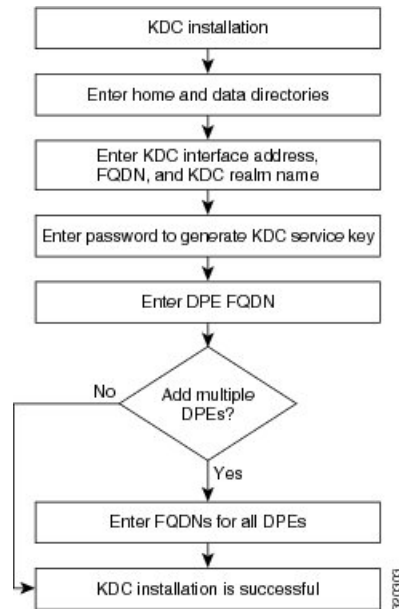 KDC installation
Enter home and data directories
Enter KDC interface address,
FQDN, and KDC realm name
Enter password to generate KDC service key
Enter DPE FQDN
No
Add multiple
DPEs?
Yes
Enter FQDNs for all DPEs
KDC installation is successful